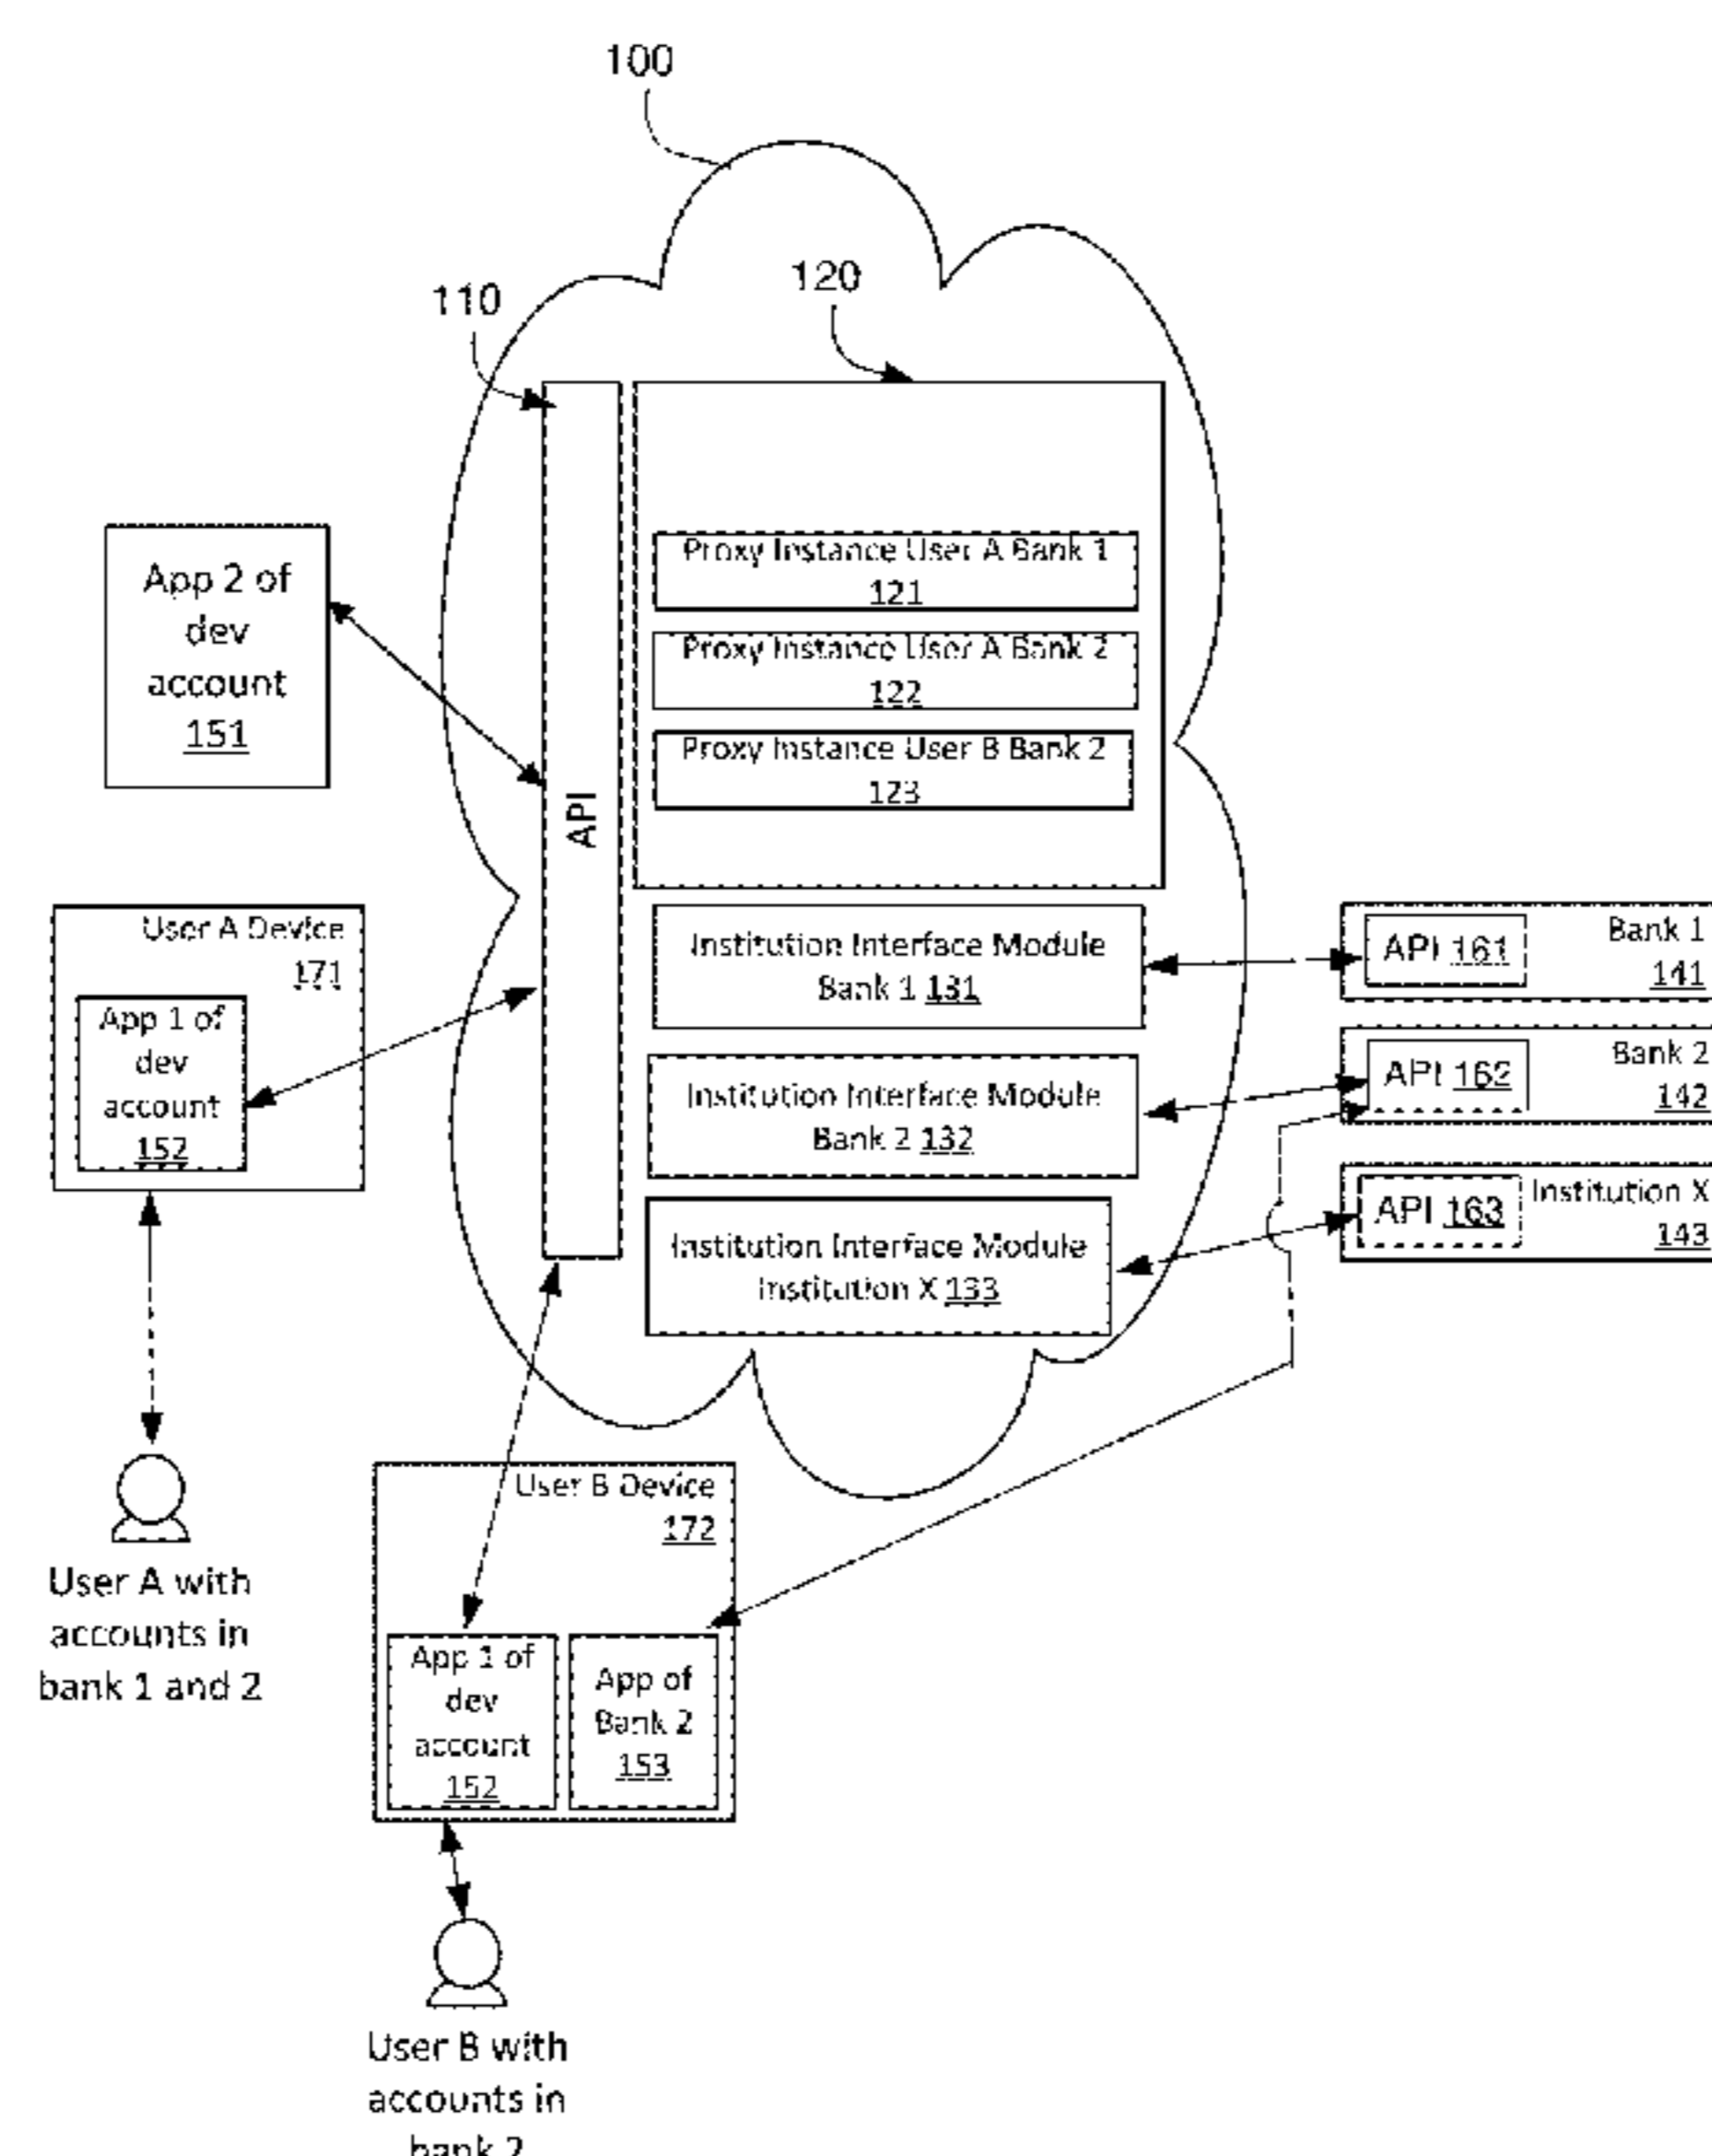 100
110
120
Proxy Instance User A Bank 1
121
Proxy Instance User A Bank 2
122
Proxy Instance User B Bank 2
123
API
App 2 of
dev
account
151
User A Device
171
App 1 of
dev
account
152
Institution Interface Module
Bank 1 131
Institution Interface Module
Bank 2 132
Institution Interface Module
Institution X 133
API 161
Bank 1
141
API 162
Bank 2
142
API 163
Institution X
143
User A with
accounts in
bank 1 and 2
User B Device
172
App 1 of
dev
account
152
App of
Bank 2
153
User B with
accounts in
bank 2